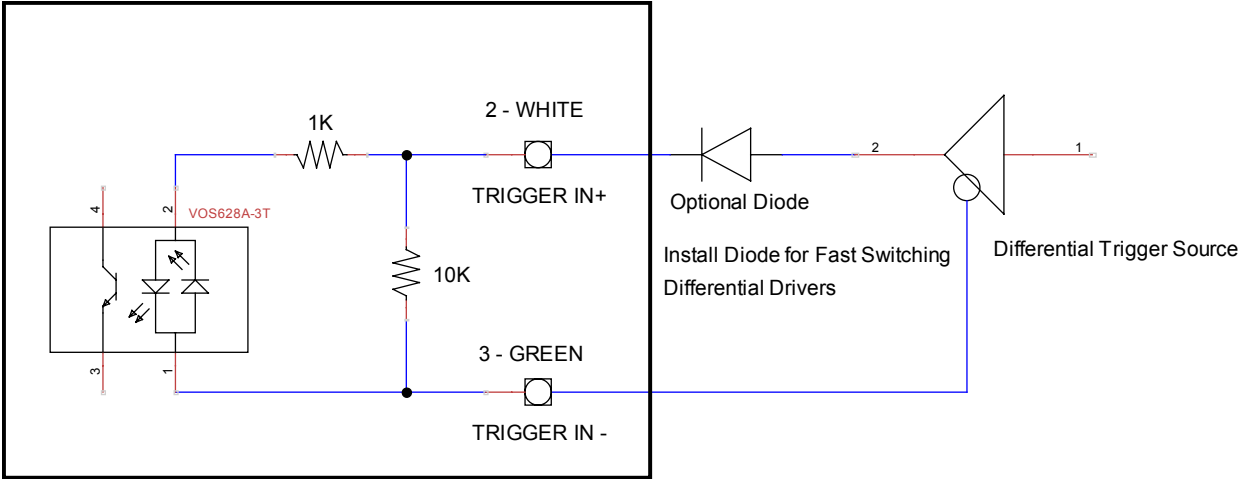 2 - WHITE
1K
TRIGGER IN+
2
1
Optional Diode
4
2
VOS628A-3T
Install Diode for Fast Switching
Differential Drivers
Differential Trigger Source
10K
3 - GREEN
3
1
TRIGGER IN -